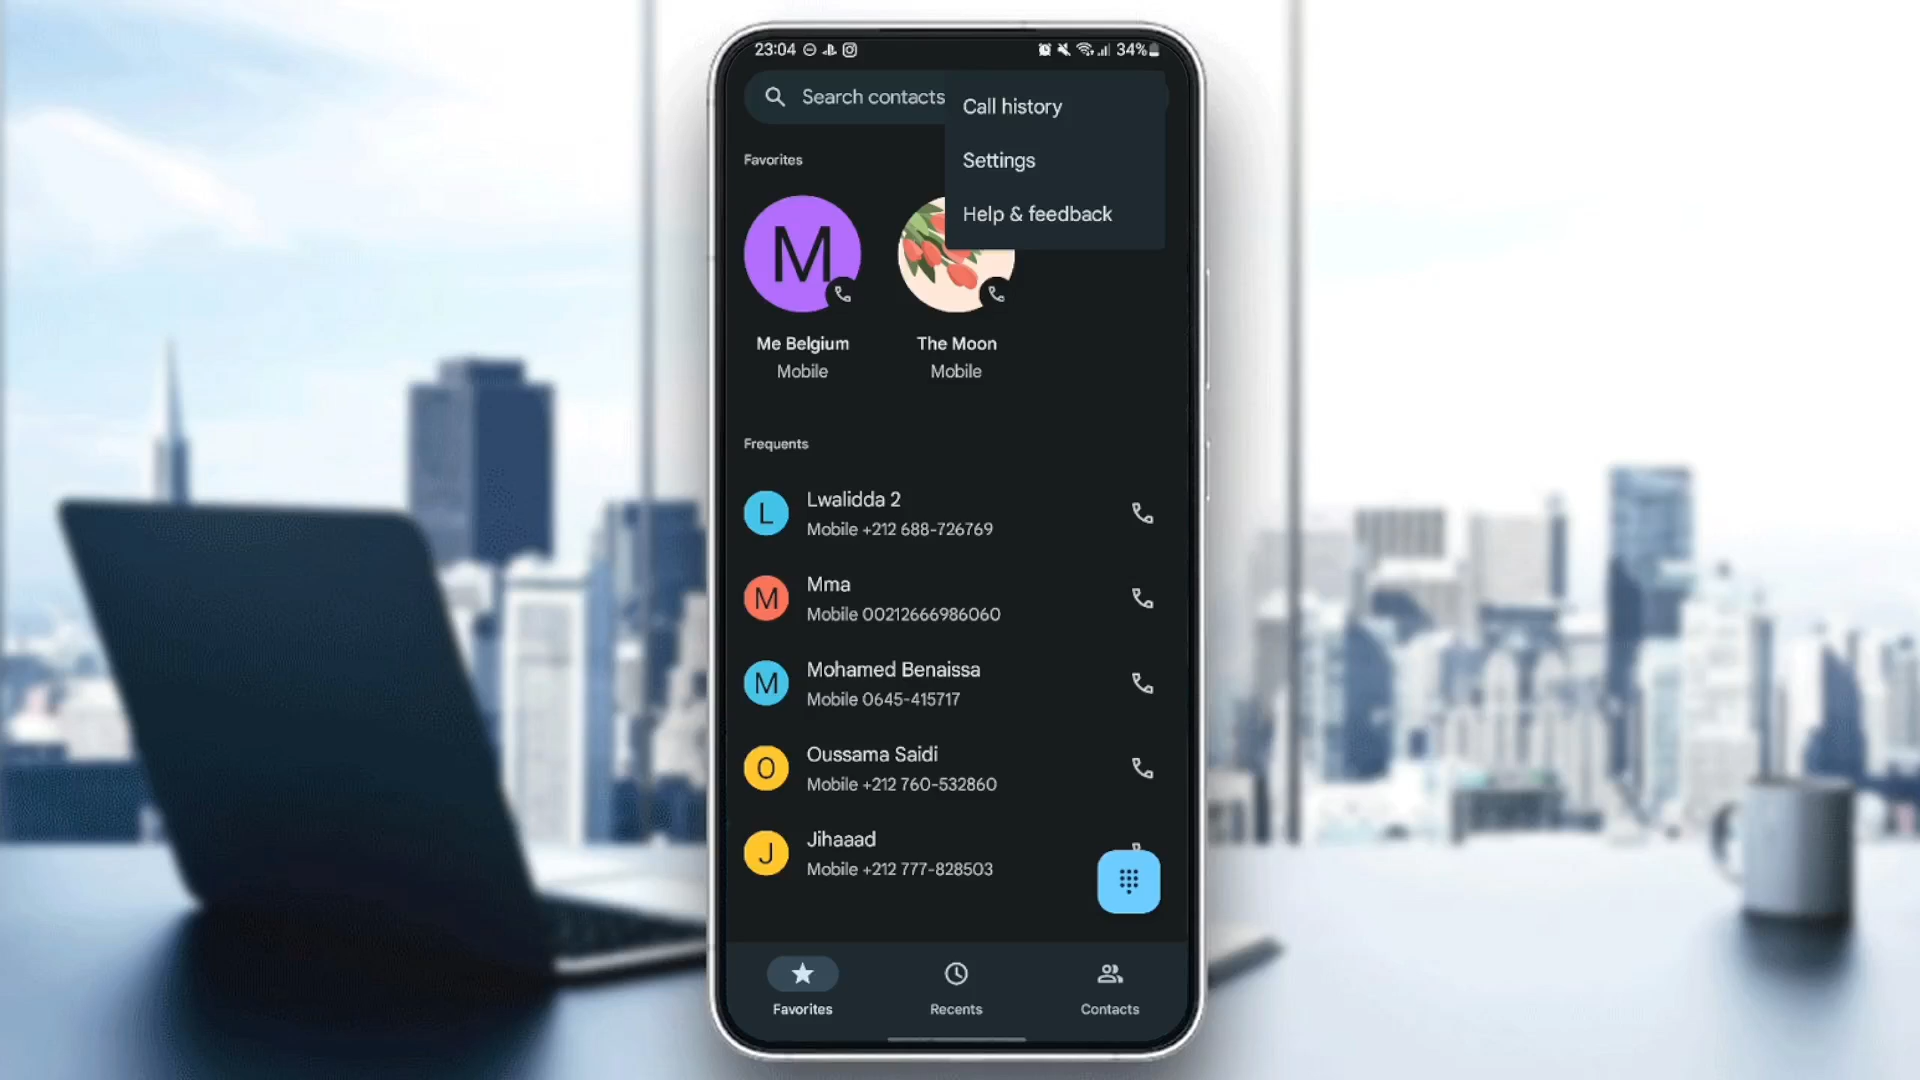 23:04 34%
Search contacts
Call history
Settings
Help & feedback
Favorites
M
Me Belgium
Mobile
The Moon
Mobile
Frequents
L
Lwalidda 2
Mobile +212 688-726769
M
Mma
Mobile 00212666986060
M
Mohamed Benaissa
Mobile 0645-415717
O
Oussama Saidi
Mobile +212 760-532860
J
Jihaaad
Mobile +212 777-828503
Favorites
Recents
Contacts